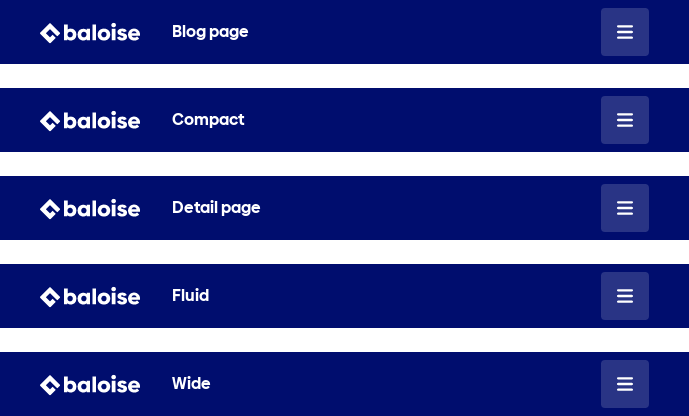 baloise Blog page
baloise Compact
baloise Detail page
baloise Fluid
baloise Wide